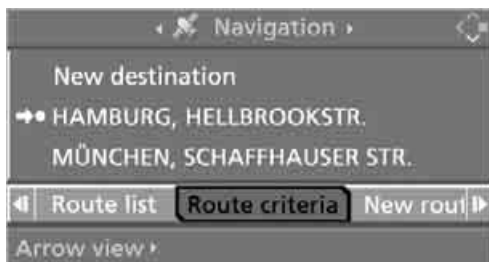 Navigation
New destination
HAMBURG, HELLBROOKSTR.
MÜNCHEN, SCHAFFHAUSER STR.
Route list Route criteria New rout
Arrow view